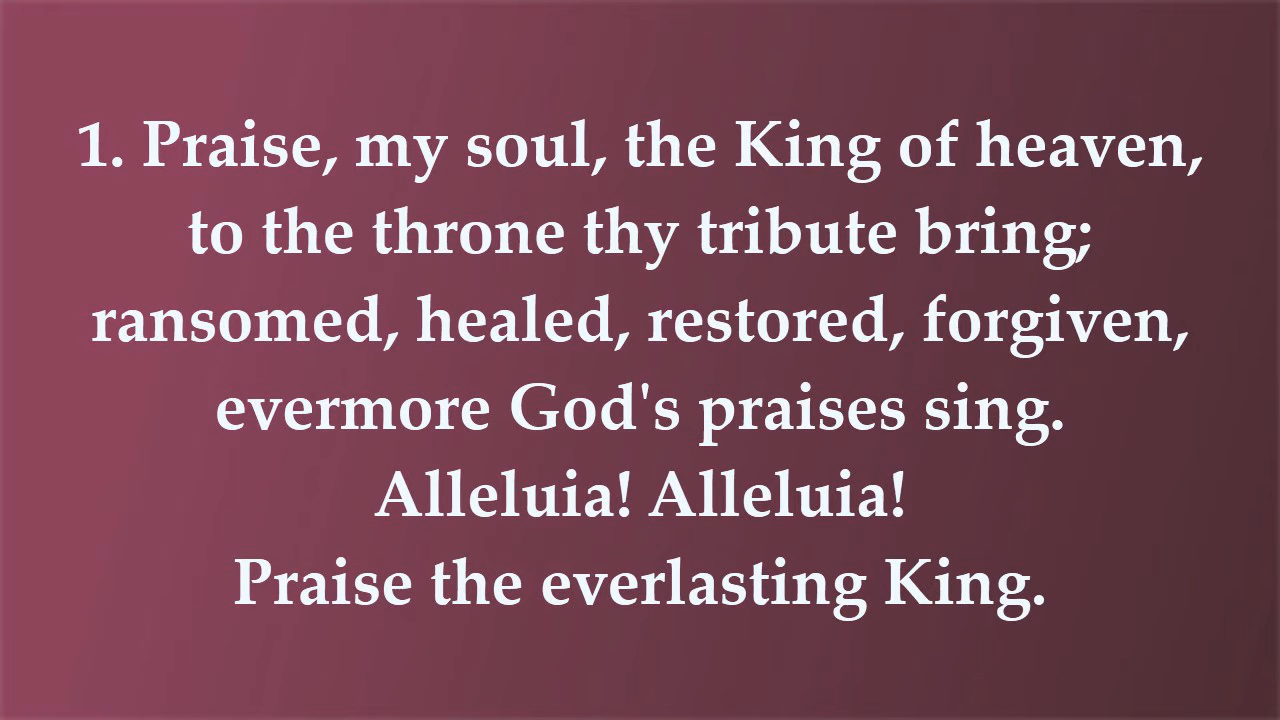 1. Praise, my soul, the King of heaven,
to the throne thy tribute bring;
ransomed, healed, restored, forgiven,
evermore God's praises sing.
Alleluia! Alleluia!
Praise the everlasting King.